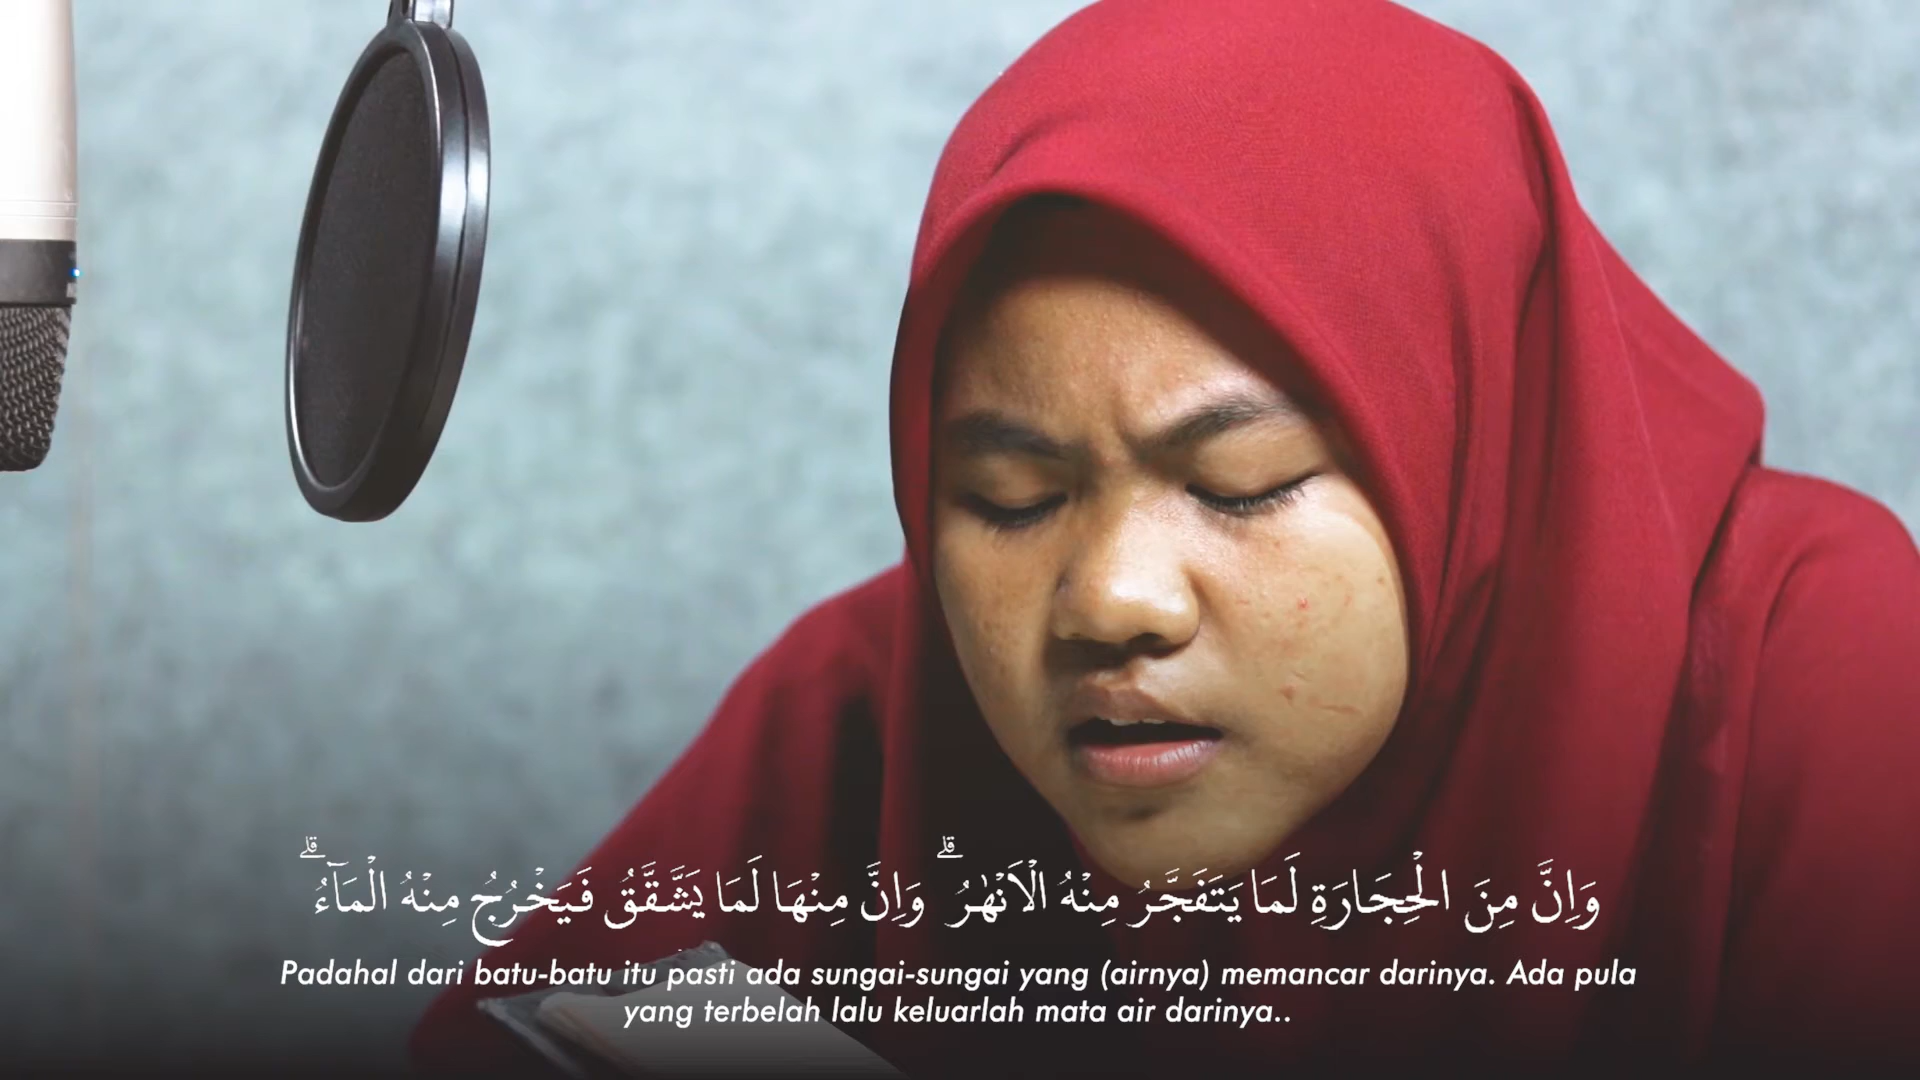 وَاِنَّ مِنَ الْحِجَارَةِ لَمَا يَتَفَجَّرُ مِنْهُ الْاَنْهٰرُ ۗ وَاِنَّ مِنْهَا لَمَا يَشَّقَّقُ فَيَخْرُجُ مِنْهُ الْمَاۤءُ ۗ
Padahal dari batu-batu itu pasti ada sungai-sungai yang (airnya) memancar darinya. Ada pula
yang terbelah lalu keluarlah mata air darinya..